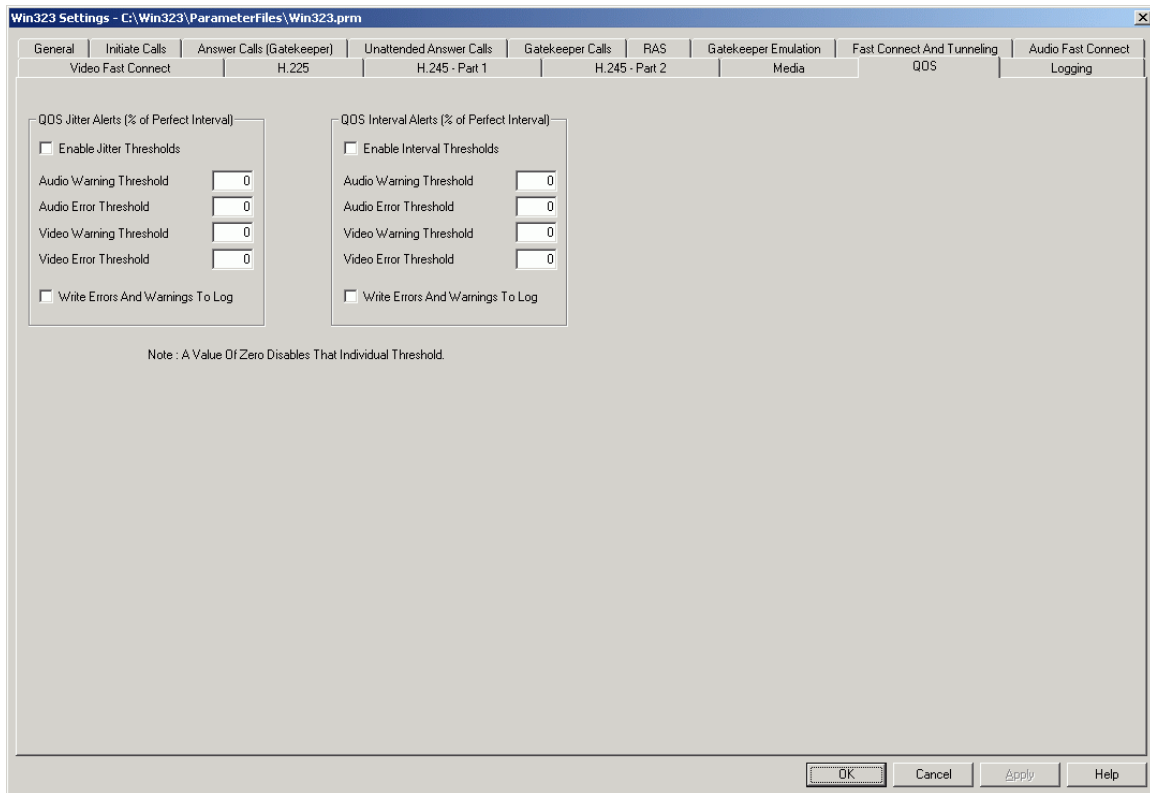 Win323 Settings - C:\Win323\ParameterFiles\Win323.prm
General Initiate Calls Answer Calls (Gatekeeper) Unattended Answer Calls Gatekeeper Calls RAS Gatekeeper Emulation Fast Connect And Tunneling Audio Fast Connect
Video Fast Connect H.225 H.245 - Part 1 H.245 - Part 2 Media QOS Logging
QOS Jitter Alerts (% of Perfect Interval)
Enable Jitter Thresholds
Audio Warning Threshold 0
Audio Error Threshold 0
Video Warning Threshold 0
Video Error Threshold 0
Write Errors And Warnings To Log
QOS Interval Alerts (% of Perfect Interval)
Enable Interval Thresholds
Audio Warning Threshold 0
Audio Error Threshold 0
Video Warning Threshold 0
Video Error Threshold 0
Write Errors And Warnings To Log
Note : A Value Of Zero Disables That Individual Threshold.
OK Cancel Apply Help